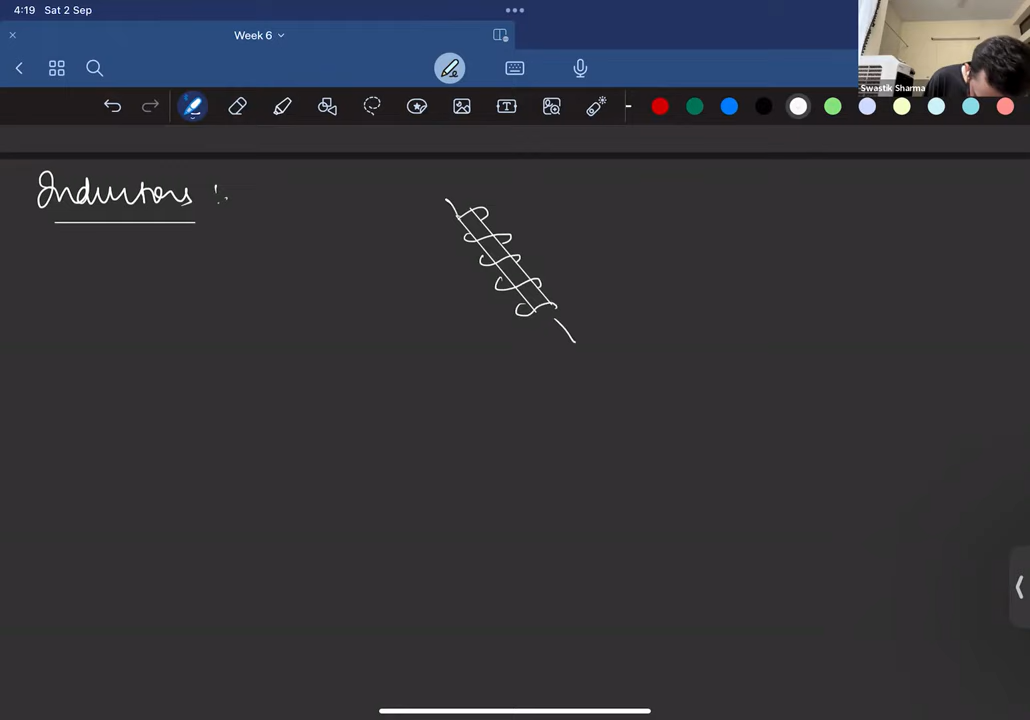 4:19 Sat 2 Sep
Week 6
T
Swastik Sharma
Inductors :-